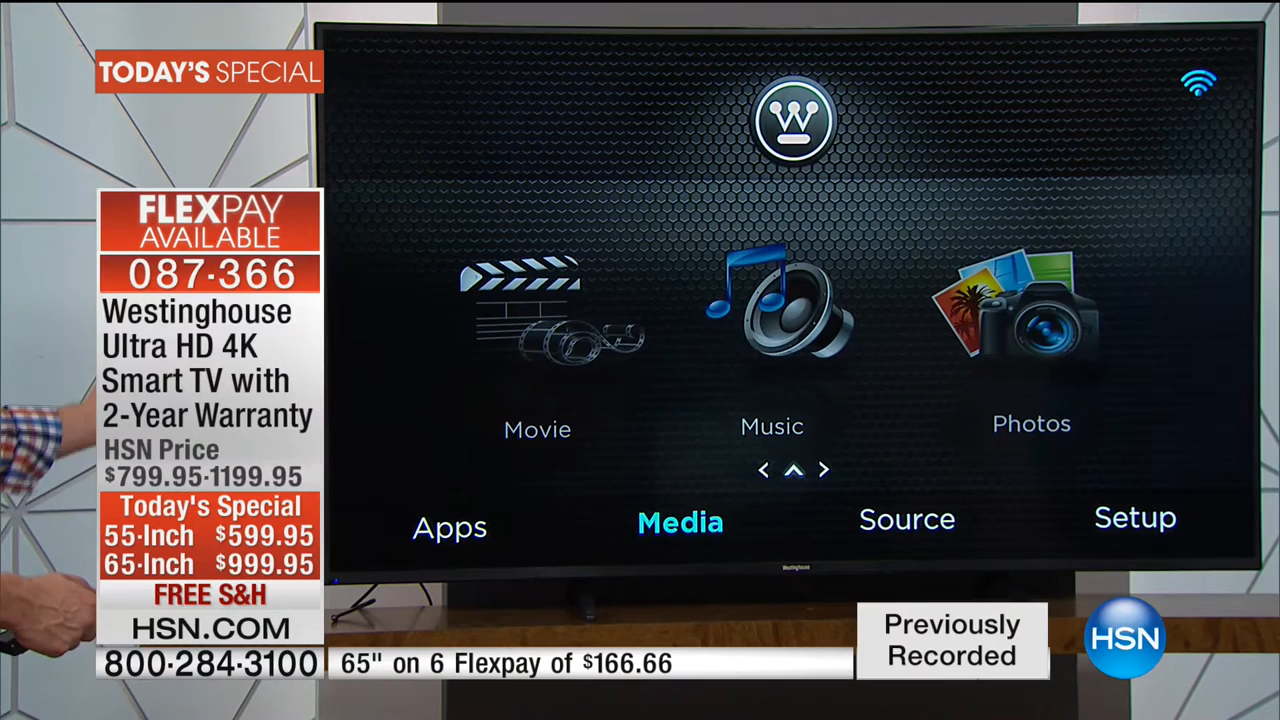 TODAY'S SPECIAL
FLEXPAY
AVAILABLE
087·366
Westinghouse
Ultra HD 4K
Smart TV with
2-Year Warranty
HSN Price
$799.95-1199.95
Today's Special
55-Inch $599.95
65-Inch $999.95
FREE S&H
HSN.COM
800·284·3100
65" on 6 Flexpay of $166.66
W
Movie
Music
Photos
Apps
Media
Source
Setup
Westinghouse
Previously
Recorded
HSN